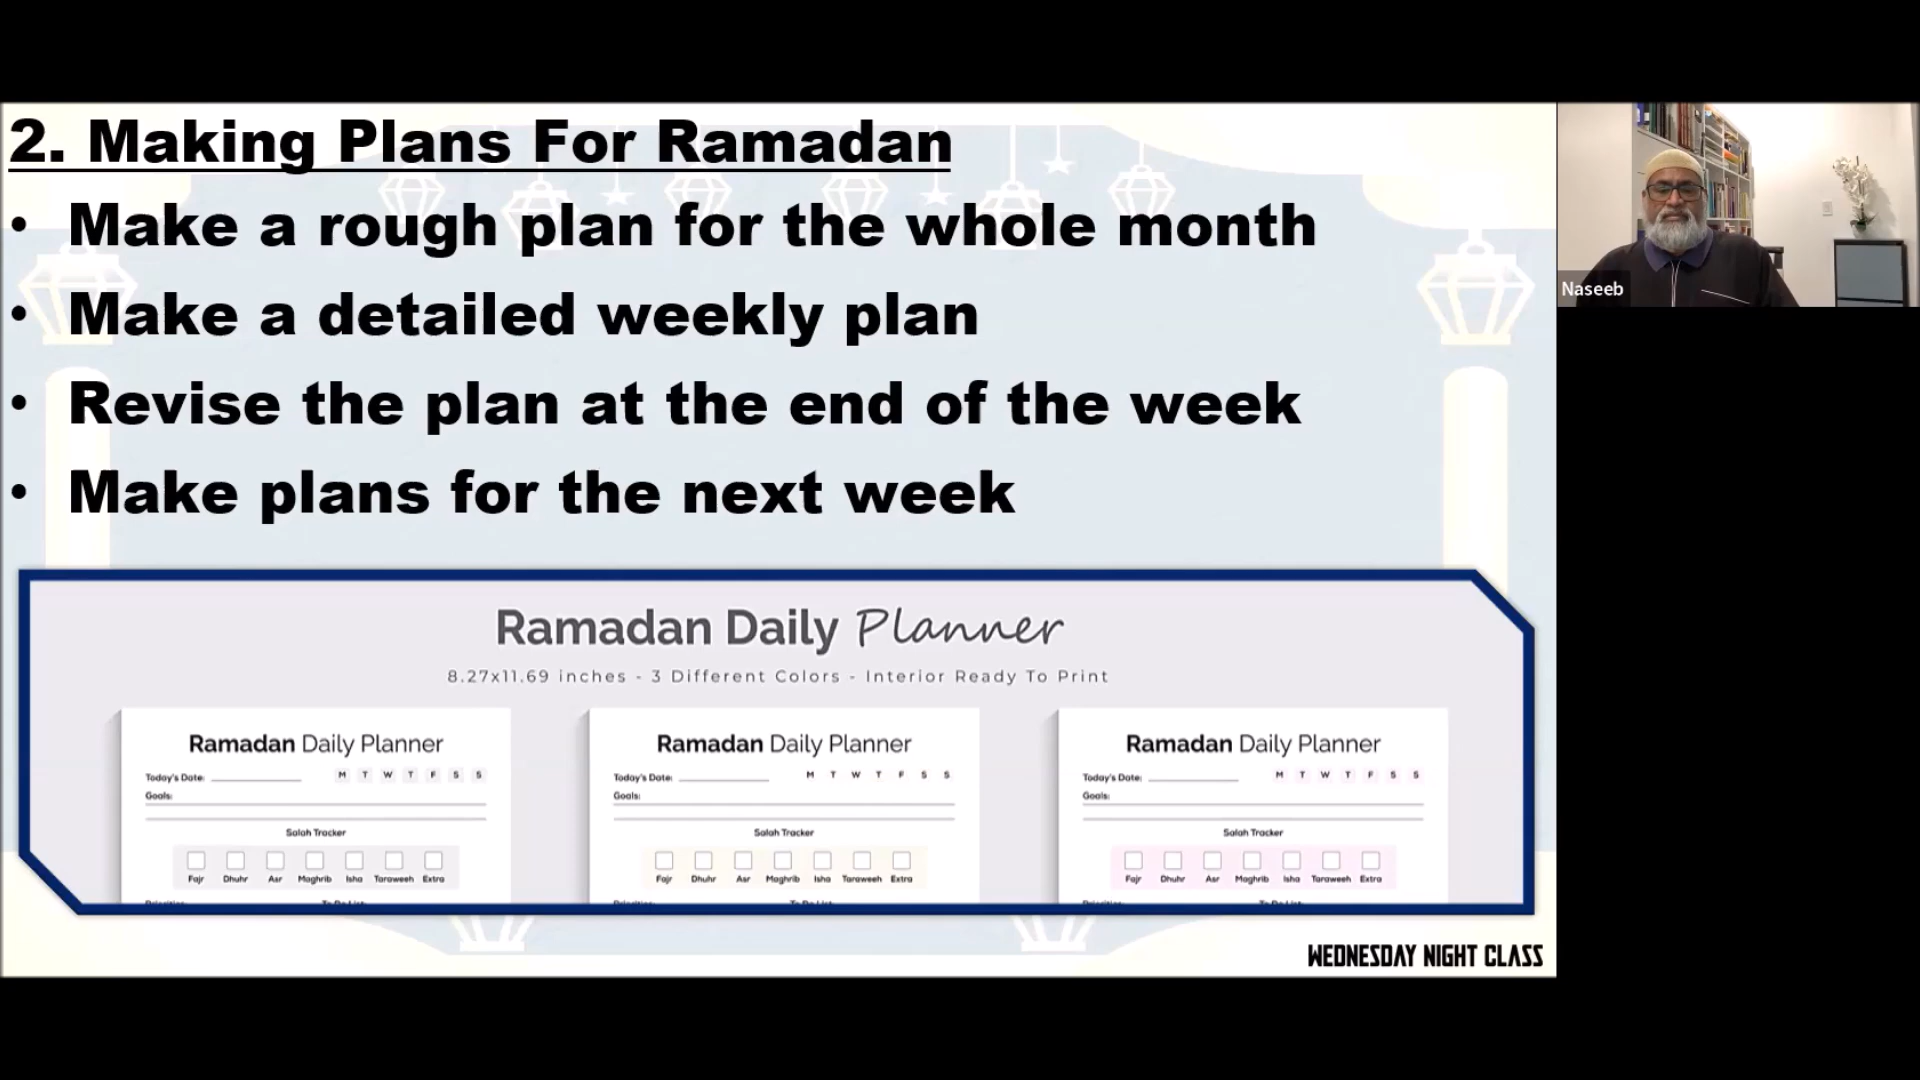 2. Making Plans For Ramadan
• Make a rough plan for the whole month
• Make a detailed weekly plan
• Revise the plan at the end of the week
• Make plans for the next week
Naseeb
Ramadan Daily Planner
8.27x11.69 inches - 3 Different Colors - Interior Ready To Print
Ramadan Daily Planner
Today's Date: M T W T F S S
Goals:
Salah Tracker
Fajr Dhuhr Asr Maghrib Isha Taraweeh Extra
Ramadan Daily Planner
Today's Date: M T W T F S S
Goals:
Salah Tracker
Fajr Dhuhr Asr Maghrib Isha Taraweeh Extra
Ramadan Daily Planner
Today's Date: M T W T F S S
Goals:
Salah Tracker
Fajr Dhuhr Asr Maghrib Isha Taraweeh Extra
WEDNESDAY NIGHT CLASS